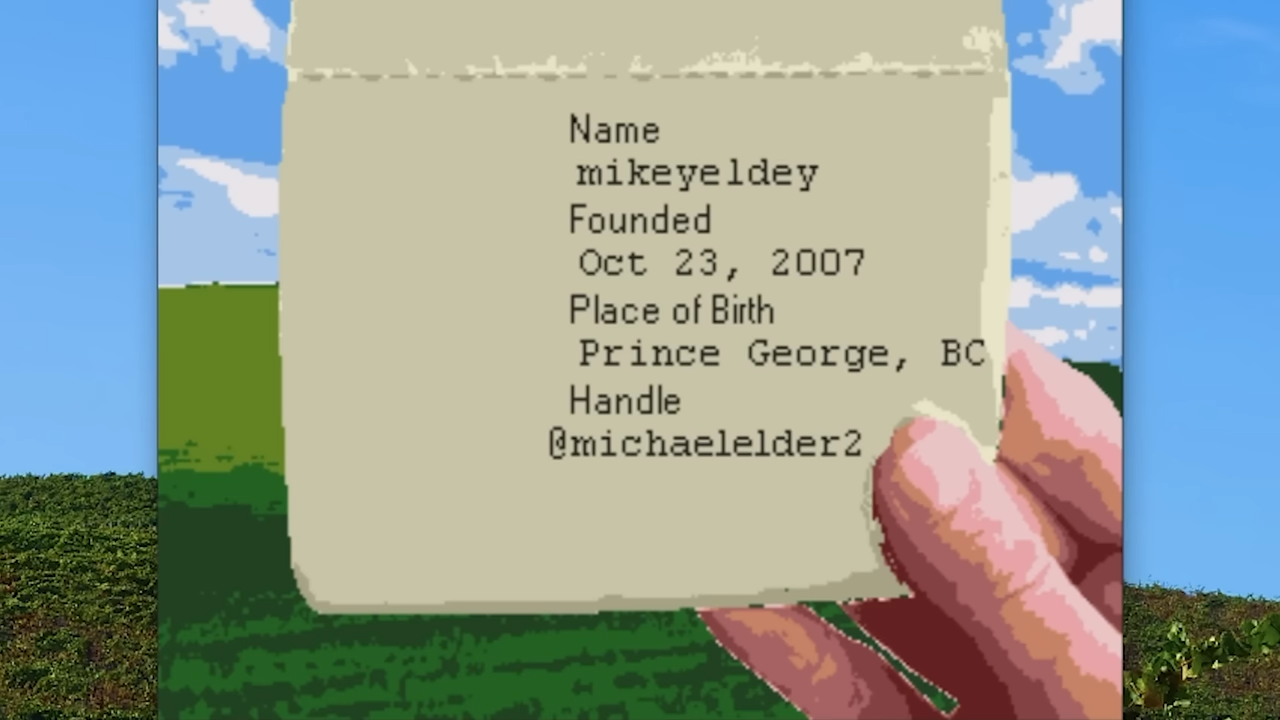 Name
mikeyeldey
Founded
Oct 23, 2007
Place of Birth
Prince George, BC
Handle
@michaelelder2